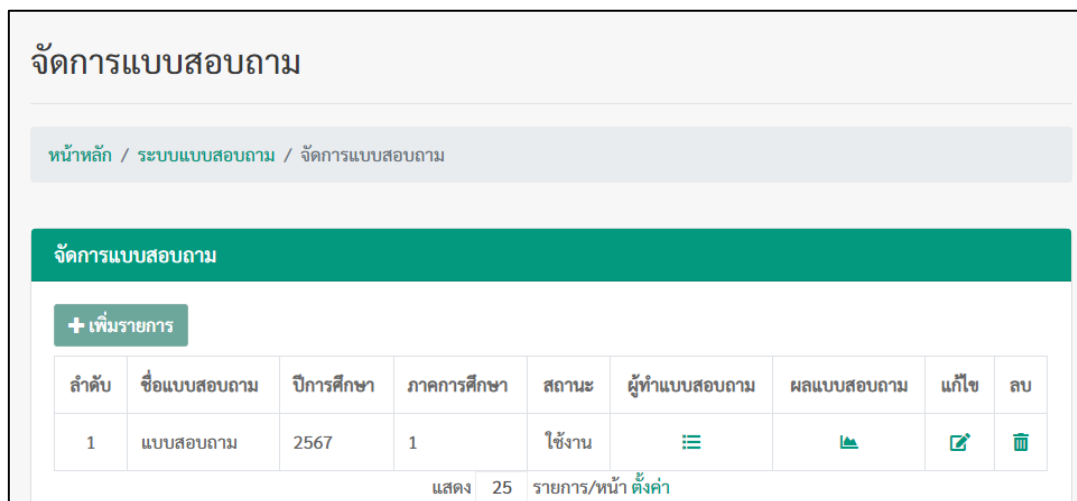 จัดการแบบสอบถาม
หน้าหลัก / ระบบแบบสอบถาม / จัดการแบบสอบถาม
จัดการแบบสอบถาม
+ เพิ่มรายการ
ลำดับ ชื่อแบบสอบถาม ปีการศึกษา ภาคการศึกษา สถานะ ผู้ทำแบบสอบถาม ผลแบบสอบถาม แก้ไข ลบ
1 แบบสอบถาม 2567 1 ใช้งาน
แสดง 25 รายการ/หน้า ตั้งค่า